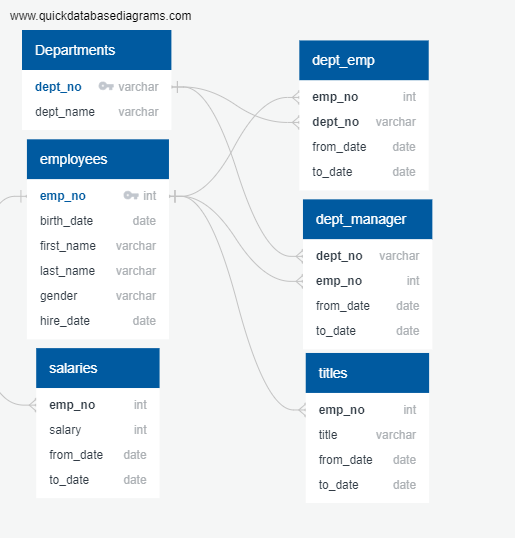 www.quickdatabasediagrams.com
Departments
dept_no varchar
dept_name varchar
employees
emp_no int
birth_date date
first_name varchar
last_name varchar
gender varchar
hire_date date
salaries
emp_no int
salary int
from_date date
to_date date
dept_emp
emp_no int
dept_no varchar
from_date date
to_date date
dept_manager
dept_no varchar
emp_no int
from_date date
to_date date
titles
emp_no int
title varchar
from_date date
to_date date